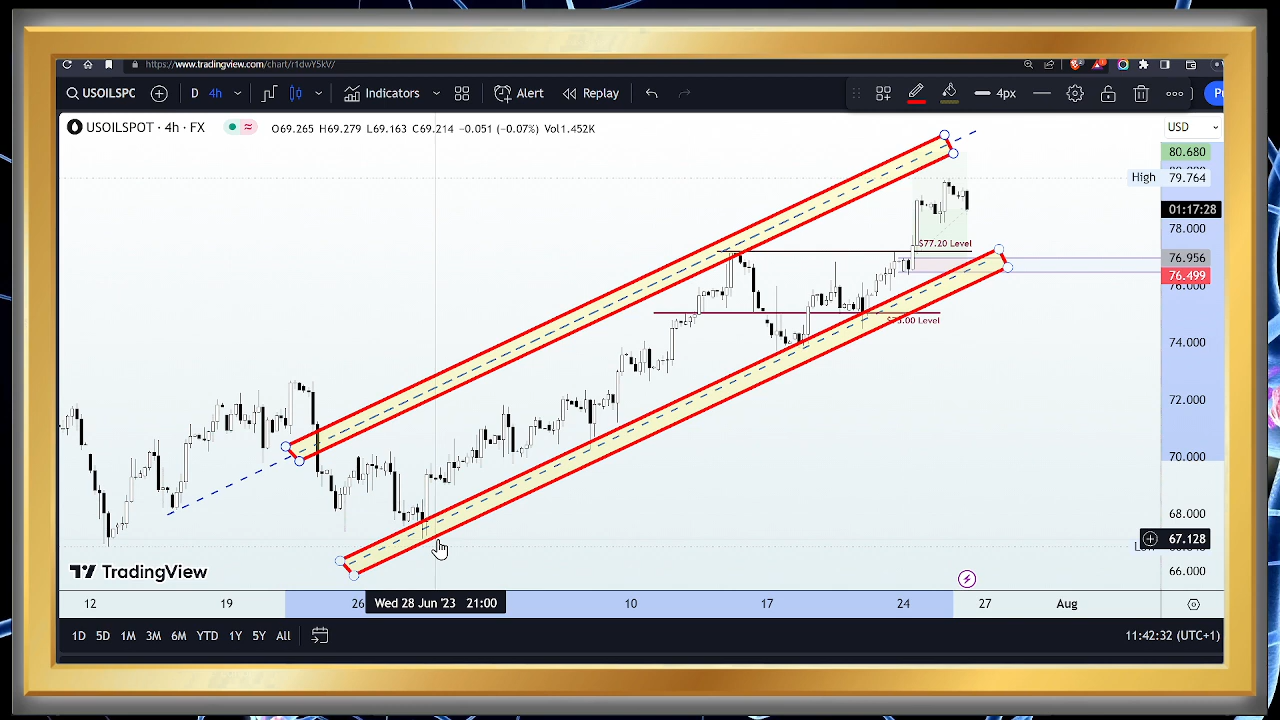 https://www.tradingview.com/chart/r1dwY5kV/
USOILSPC D 4h Indicators Alert Replay 4px
USOILSPOT · 4h · FX O69.265 H69.279 L69.163 C69.214 −0.051 (−0.07%) Vol1.452K
USD
80.680
High 79.764
01:17:28
78.000
$77.20 Level
76.956
76.499
76.000
.00 Level
74.000
72.000
70.000
68.000
67.128
66.000
TradingView
12 19 26 Wed 28 Jun '23 21:00 10 17 24 27 Aug
1D 5D 1M 3M 6M YTD 1Y 5Y All 11:42:32 (UTC+1)